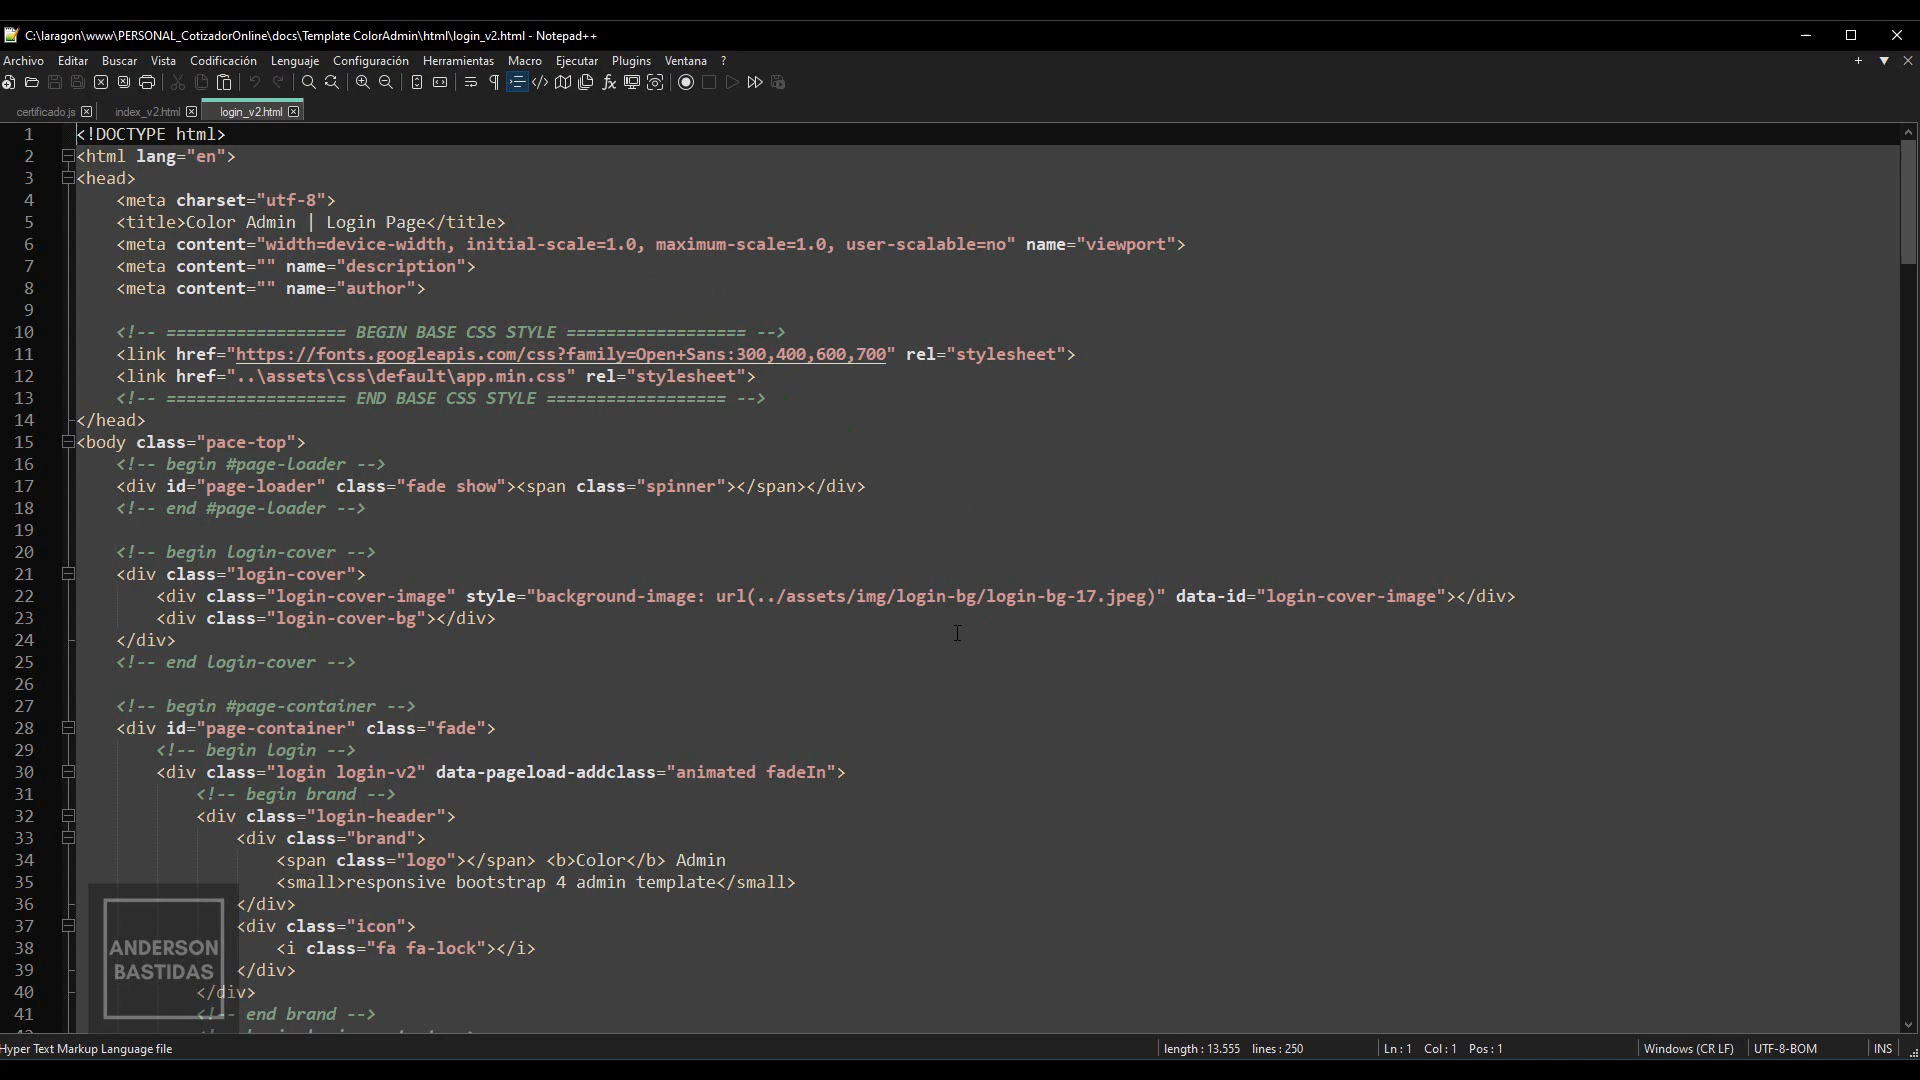 C:\laragon\www\PERSONAL_CotizadorOnline\docs\Template ColorAdmin\html\login_v2.html - Notepad++
Archivo Editar Buscar Vista Codificación Lenguaje Configuración Herramientas Macro Ejecutar Plugins Ventana ?
certificado.js index_v2.html login_v2.html
1 <!DOCTYPE html>
2 <html lang="en">
3 <head>
4 <meta charset="utf-8">
5 <title>Color Admin | Login Page</title>
6 <meta content="width=device-width, initial-scale=1.0, maximum-scale=1.0, user-scalable=no" name="viewport">
7 <meta content="" name="description">
8 <meta content="" name="author">
9
10 <!-- ================== BEGIN BASE CSS STYLE ================== -->
11 <link href="https://fonts.googleapis.com/css?family=Open+Sans:300,400,600,700" rel="stylesheet">
12 <link href="..\assets\css\default\app.min.css" rel="stylesheet">
13 <!-- ================== END BASE CSS STYLE ================== -->
14 </head>
15 <body class="pace-top">
16 <!-- begin #page-loader -->
17 <div id="page-loader" class="fade show"><span class="spinner"></span></div>
18 <!-- end #page-loader -->
19
20 <!-- begin login-cover -->
21 <div class="login-cover">
22 <div class="login-cover-image" style="background-image: url(../assets/img/login-bg/login-bg-17.jpeg)" data-id="login-cover-image"></div>
23 <div class="login-cover-bg"></div>
24 </div>
25 <!-- end login-cover -->
26
27 <!-- begin #page-container -->
28 <div id="page-container" class="fade">
29 <!-- begin login -->
30 <div class="login login-v2" data-pageload-addclass="animated fadeIn">
31 <!-- begin brand -->
32 <div class="login-header">
33 <div class="brand">
34 <span class="logo"></span> <b>Color</b> Admin
35 <small>responsive bootstrap 4 admin template</small>
36 </div>
37 <div class="icon">
38 <i class="fa fa-lock"></i>
39 </div>
40 </div>
41 <!-- end brand -->
ANDERSON
BASTIDAS
Hyper Text Markup Language file length : 13.555 lines : 250 Ln : 1 Col : 1 Pos : 1 Windows (CR LF) UTF-8-BOM INS